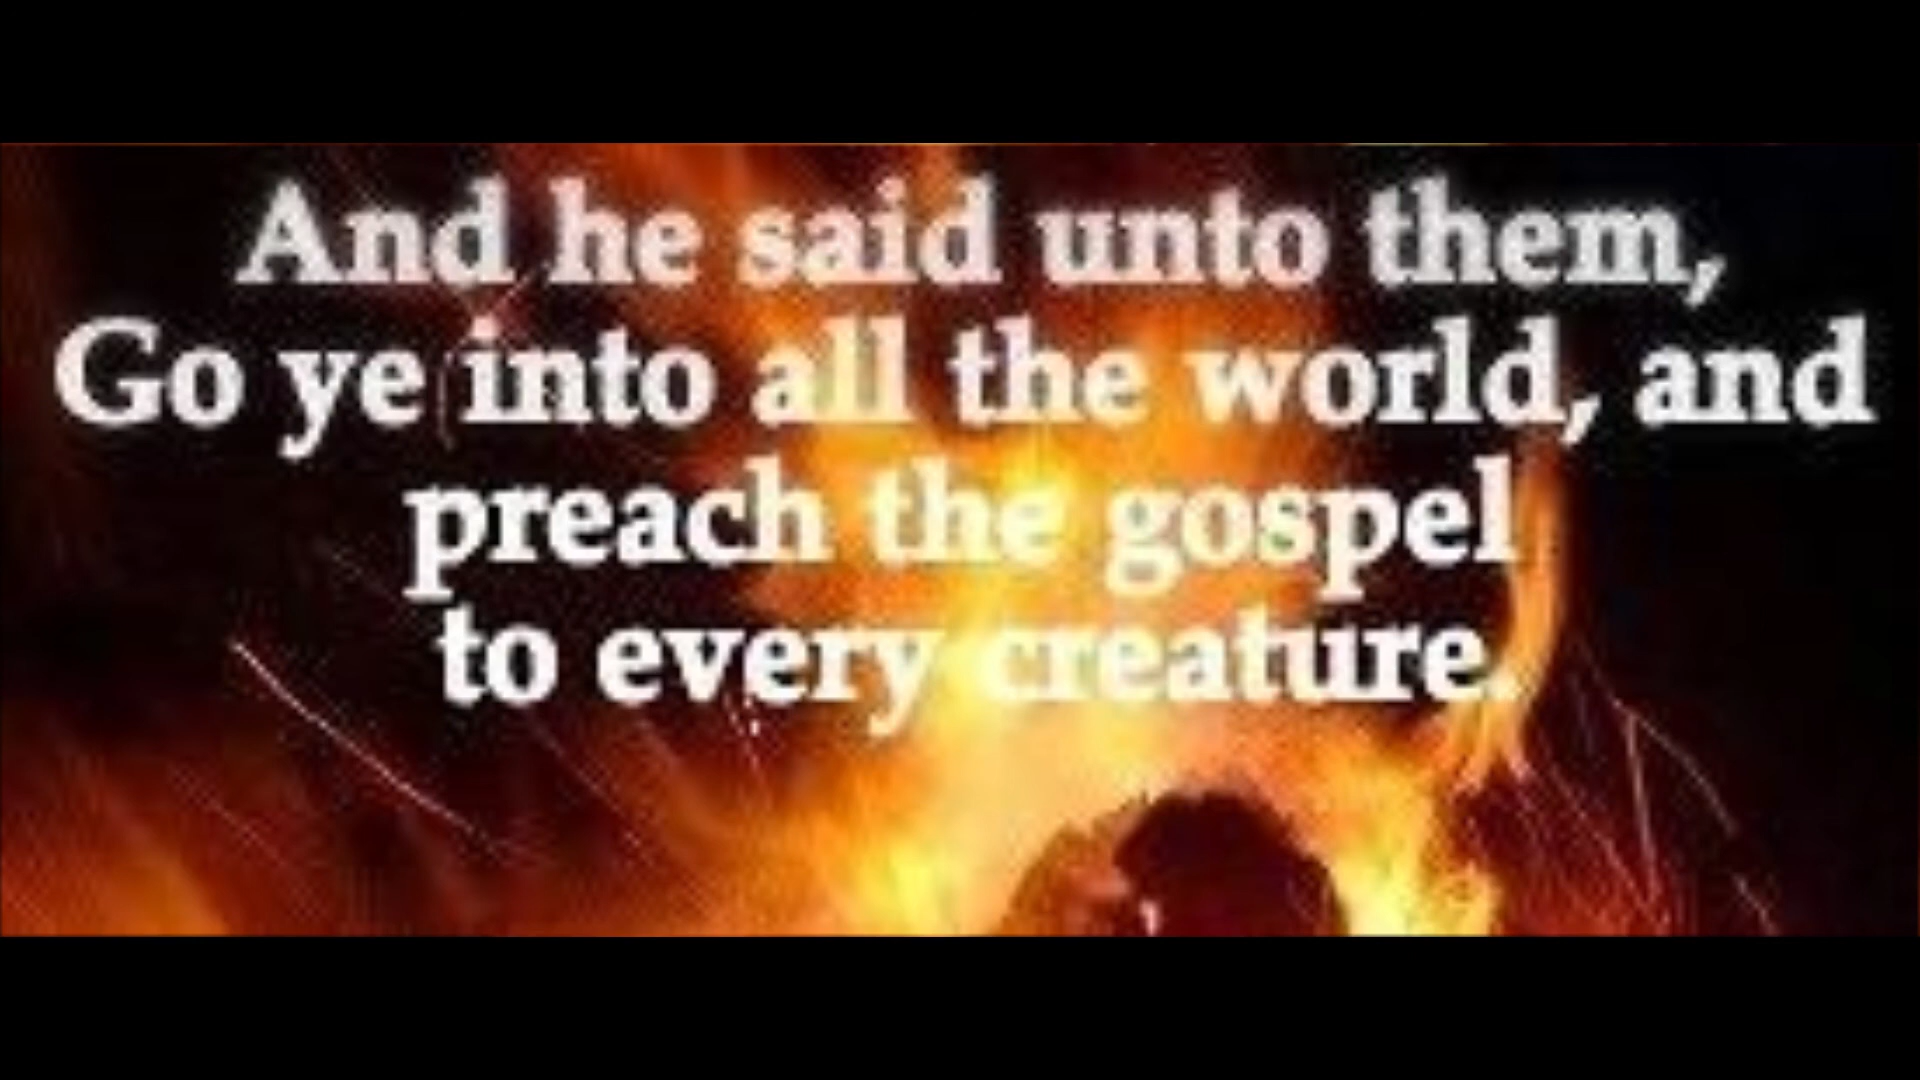 And he said unto them,
Go ye into all the world, and
preach the gospel
to every creature.